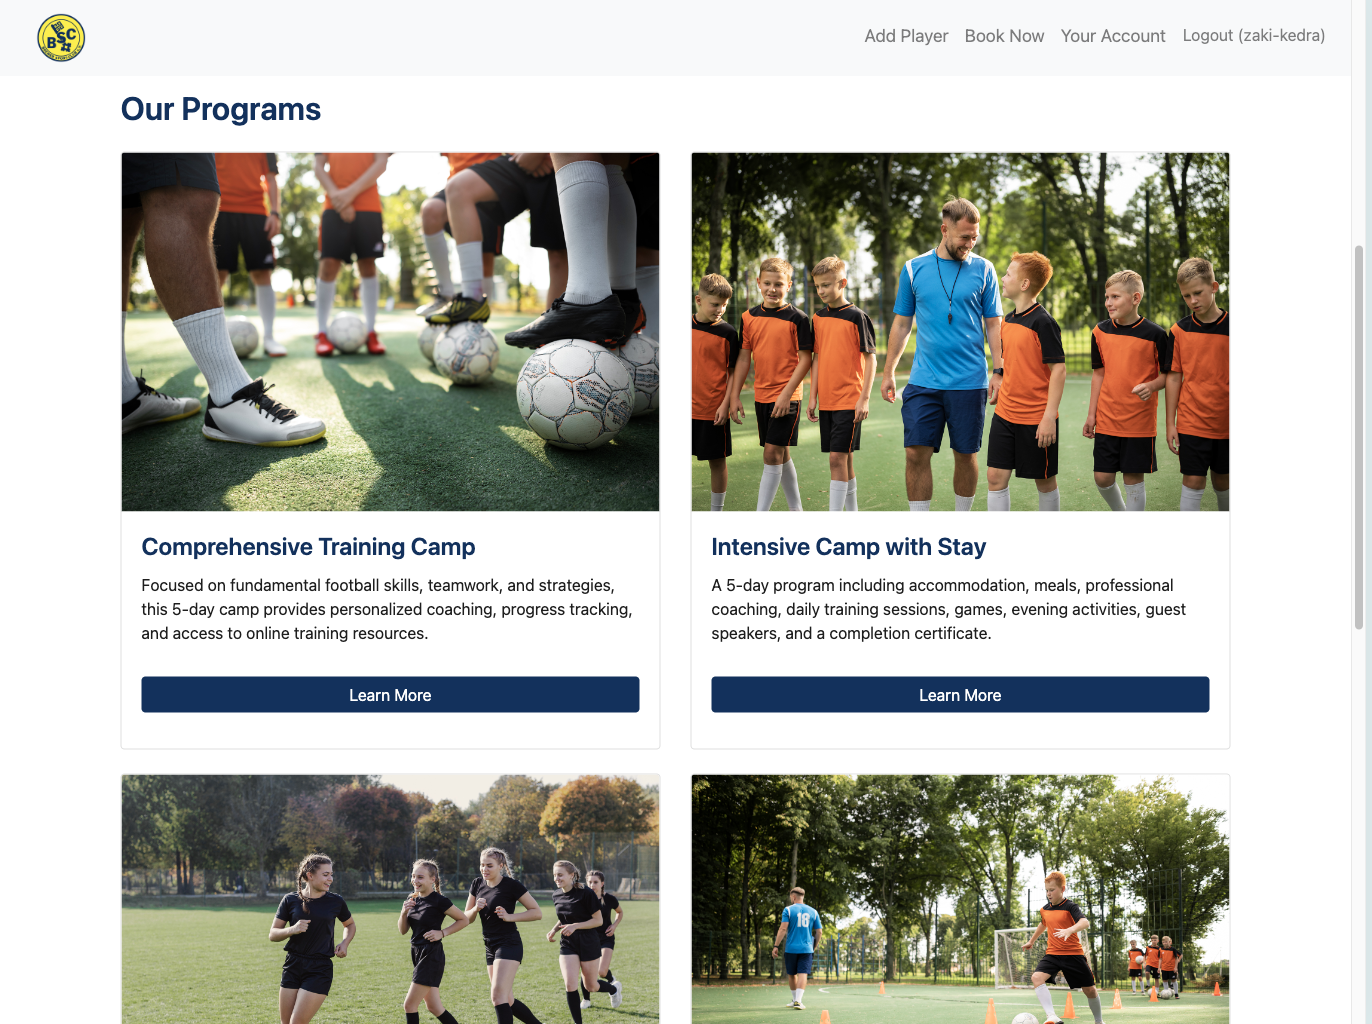 BSC
Add Player
Book Now
Your Account
Logout (zaki-kedra)
Our Programs
Comprehensive Training Camp
Focused on fundamental football skills, teamwork, and strategies,
this 5-day camp provides personalized coaching, progress tracking,
and access to online training resources.
Learn More
Intensive Camp with Stay
A 5-day program including accommodation, meals, professional
coaching, daily training sessions, games, evening activities, guest
speakers, and a completion certificate.
Learn More
18